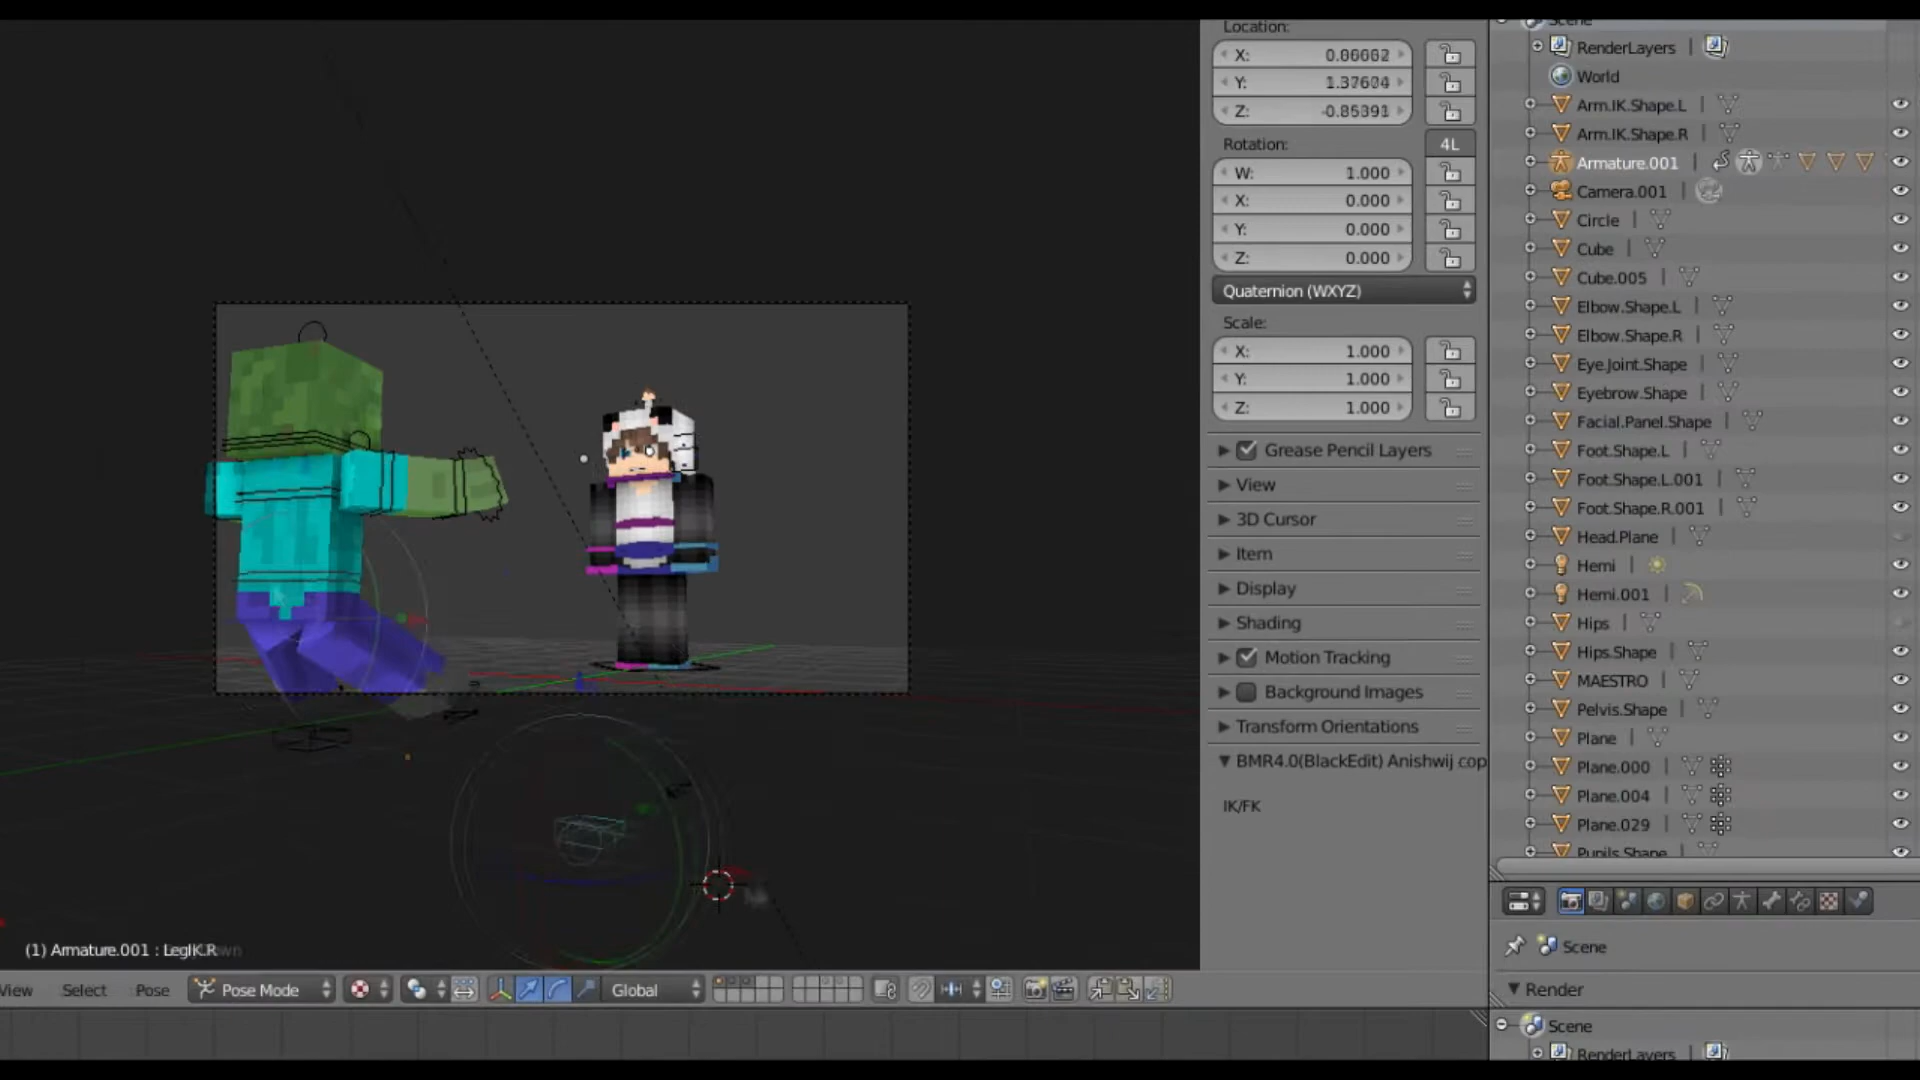 Location:
X: 0.86662
Y: 1.37604
Z: -0.85391
Rotation:
4L
W: 1.000
X: 0.000
Y: 0.000
Z: 0.000
Quaternion (WXYZ)
Scale:
X: 1.000
Y: 1.000
Z: 1.000
Grease Pencil Layers
View
3D Cursor
Item
Display
Shading
Motion Tracking
Background Images
Transform Orientations
BMR4.0(BlackEdit) Anishwij cop
IK/FK
Scene
RenderLayers
World
Arm.IK.Shape.L
Arm.IK.Shape.R
Armature.001
Camera.001
Circle
Cube
Cube.005
Elbow.Shape.L
Elbow.Shape.R
Eye.Joint.Shape
Eyebrow.Shape
Facial.Panel.Shape
Foot.Shape.L
Foot.Shape.L.001
Foot.Shape.R.001
Head.Plane
Hemi
Hemi.001
Hips
Hips.Shape
MAESTRO
Pelvis.Shape
Plane
Plane.000
Plane.004
Plane.029
Pupils.Shape
Scene
Render
Scene
RenderLayers
(1) Armature.001 : LegIK.R
View Select Pose Pose Mode Global